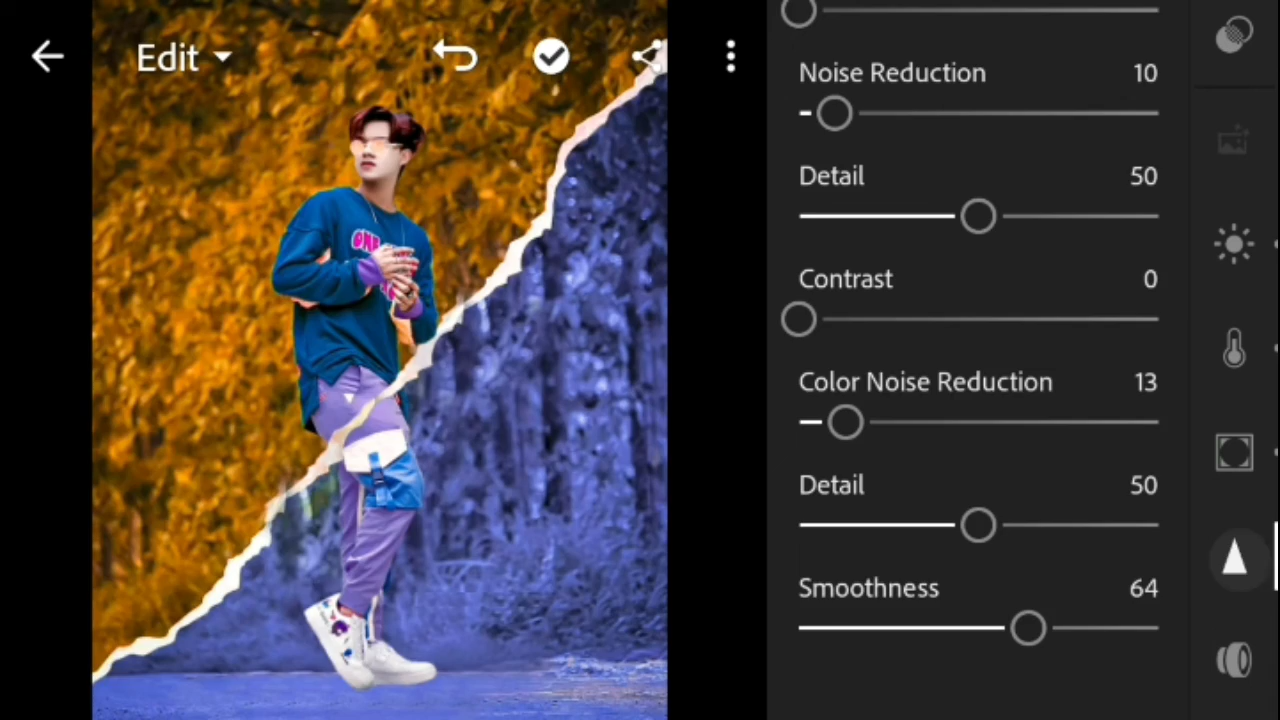 Edit
Noise Reduction 10
Detail 50
Contrast 0
Color Noise Reduction 13
Detail 50
Smoothness 64